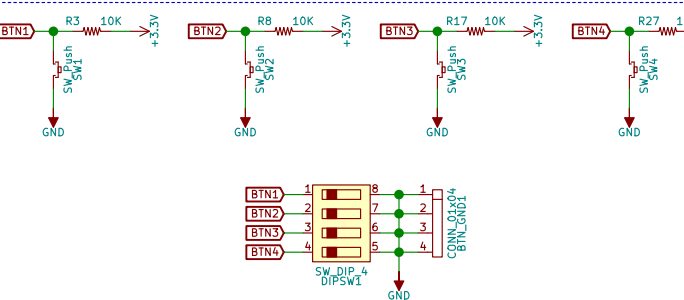 BTN1 R3 10K +3.3V
SW_Push
SW1
GND
BTN2 R8 10K +3.3V
SW_Push
SW2
GND
BTN3 R17 10K +3.3V
SW_Push
SW3
GND
BTN4 R27 1
SW_Push
SW4
GND
BTN1 1 8 1
BTN2 2 7 2
BTN3 3 6 3
BTN4 4 5 4
SW_DIP_4
DIPSW1
CONN_01x04
BTN_GND1
GND